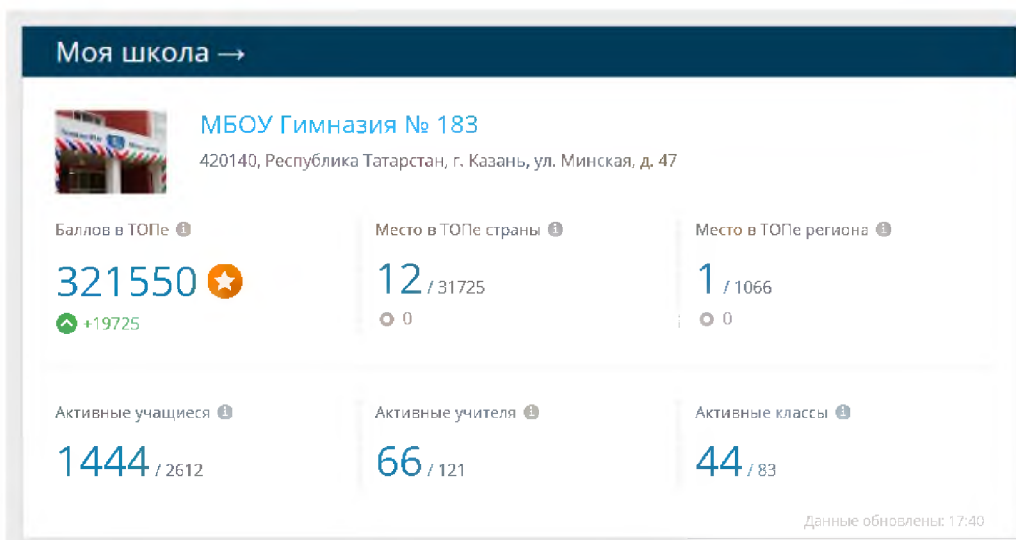 Моя школа →
МБОУ Гимназия № 183
420140, Республика Татарстан, г. Казань, ул. Минская, д. 47
Баллов в ТОПе
Место в ТОПе страны
Место в ТОПе региона
321550
12 / 31725
1 / 1066
+19725
0
0
Активные учащиеся
Активные учителя
Активные классы
1444 / 2612
66 / 121
44 / 83
Данные обновлены: 17:40